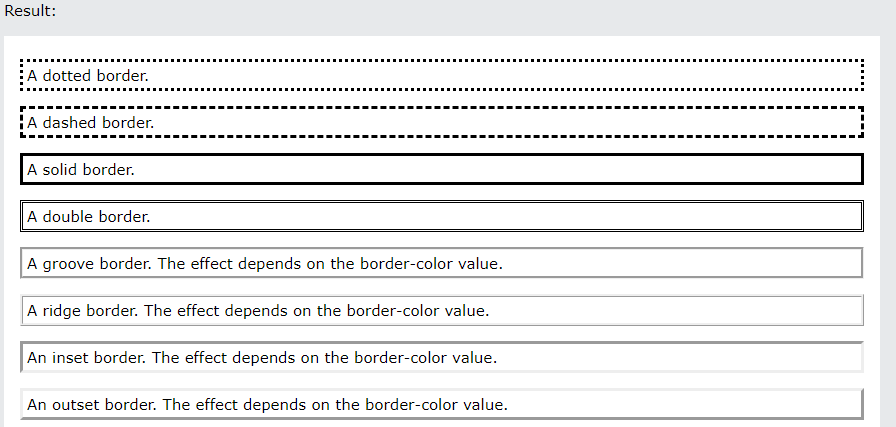 Result:
A dotted border.
A dashed border.
A solid border.
A double border.
A groove border. The effect depends on the border-color value.
A ridge border. The effect depends on the border-color value.
An inset border. The effect depends on the border-color value.
An outset border. The effect depends on the border-color value.